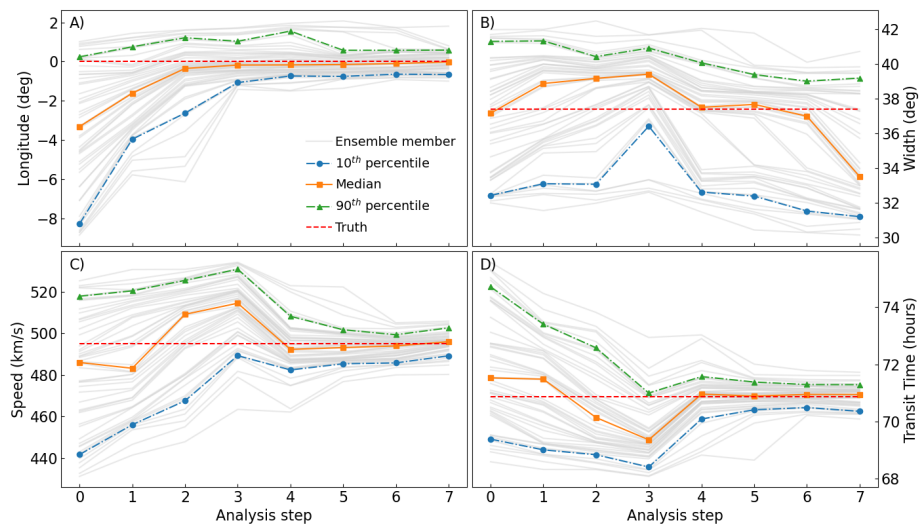 A)
2
0
−2
−4
−6
−8
Longitude (deg)
Ensemble member
10th percentile
Median
90th percentile
Truth
B)
42
40
38
36
34
32
30
Width (deg)
C)
520
500
480
460
440
Speed (km/s)
0 1 2 3 4 5 6 7
Analysis step
D)
74
72
70
68
Transit Time (hours)
0 1 2 3 4 5 6 7
Analysis step